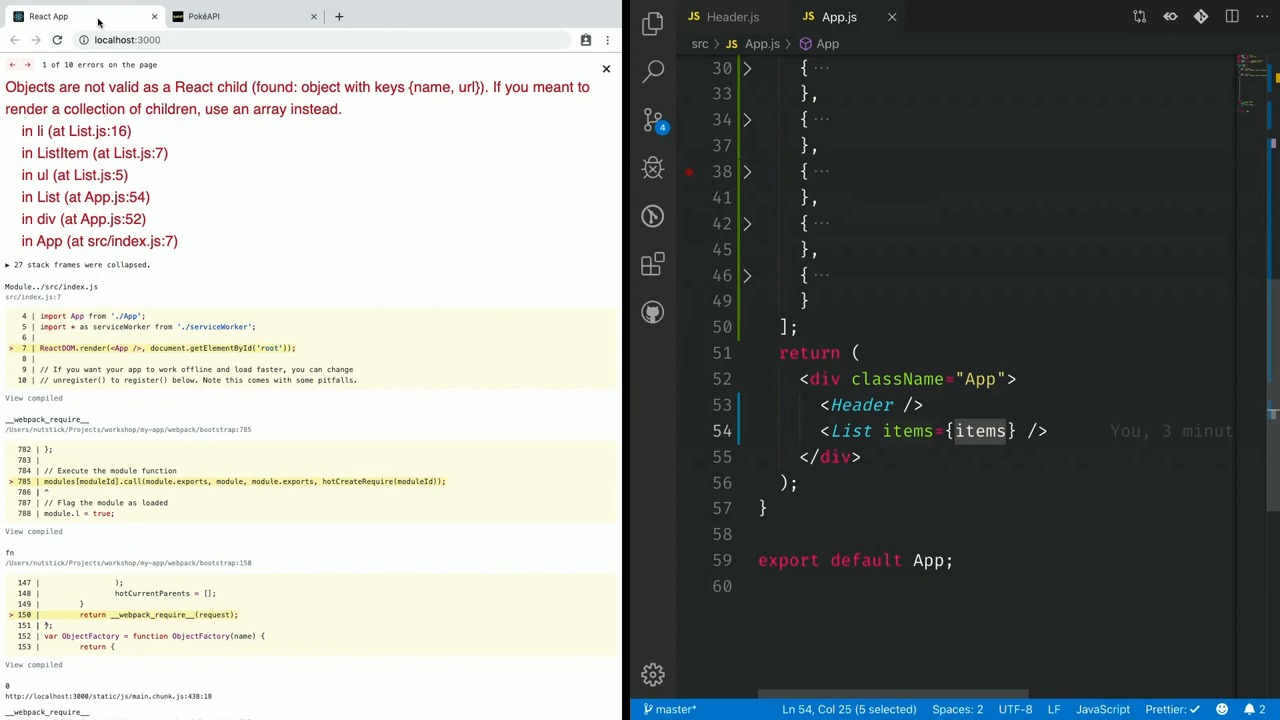 React App
PokéAPI
localhost:3000
1 of 10 errors on the page
Objects are not valid as a React child (found: object with keys {name, url}). If you meant to
render a collection of children, use an array instead.
in li (at List.js:16)
in ListItem (at List.js:7)
in ul (at List.js:5)
in List (at App.js:54)
in div (at App.js:52)
in App (at src/index.js:7)
▶ 27 stack frames were collapsed.
Module../src/index.js
src/index.js:7
4 | import App from './App';
5 | import * as serviceWorker from './serviceWorker';
6 |
> 7 | ReactDOM.render(<App />, document.getElementById('root'));
8 |
9 | // If you want your app to work offline and load faster, you can change
10 | // unregister() to register() below. Note this comes with some pitfalls.
View compiled
__webpack_require__
/Users/nutstick/Projects/workshop/my-app/webpack/bootstrap:785
782 | };
783 |
784 | // Execute the module function
> 785 | modules[moduleId].call(module.exports, module, module.exports, hotCreateRequire(moduleId));
786 | ^
787 | // Flag the module as loaded
788 | module.l = true;
View compiled
fn
/Users/nutstick/Projects/workshop/my-app/webpack/bootstrap:150
147 | );
148 | hotCurrentParents = [];
149 | }
> 150 | return __webpack_require__(request);
151 | };
152 | var ObjectFactory = function ObjectFactory(name) {
153 | return {
View compiled
0
http://localhost:3000/static/js/main.chunk.js:438:18
__webpack_require__
Header.js
JS App.js
src › JS App.js › App
30 { ...
33 },
34 { ...
37 },
38 { ...
41 },
42 { ...
45 },
46 { ...
49 }
50 ];
51 return (
52 <div className="App">
53 <Header />
54 <List items={items} /> You, 3 minut
55 </div>
56 );
57 }
58
59 export default App;
60
4
master* Ln 54, Col 25 (5 selected) Spaces: 2 UTF-8 LF JavaScript Prettier: ✓ 2